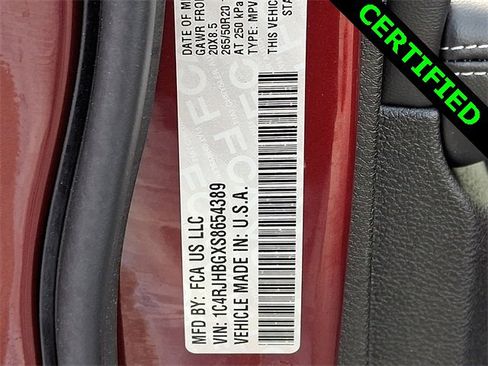 DATE OF M
GAWR FRO
20X8.5
265/50R20
AT 250 kPa
TYPE: MPV
THIS VEHIC
STA
MFD BY: FCA US LLC
VIN: 1C4RJHBGXS8654389
VEHICLE MADE IN: U.S.A.
CERTIFIED